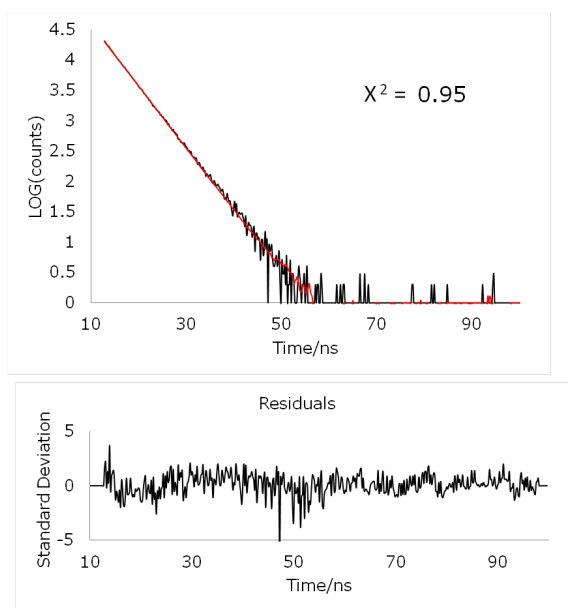 4.5
4
3.5
3
2.5
2
1.5
1
0.5
0
LOG(counts)
X² = 0.95
10 30 50 70 90
Time/ns
Residuals
5
0
-5
Standard Deviation
10 30 50 70 90
Time/ns